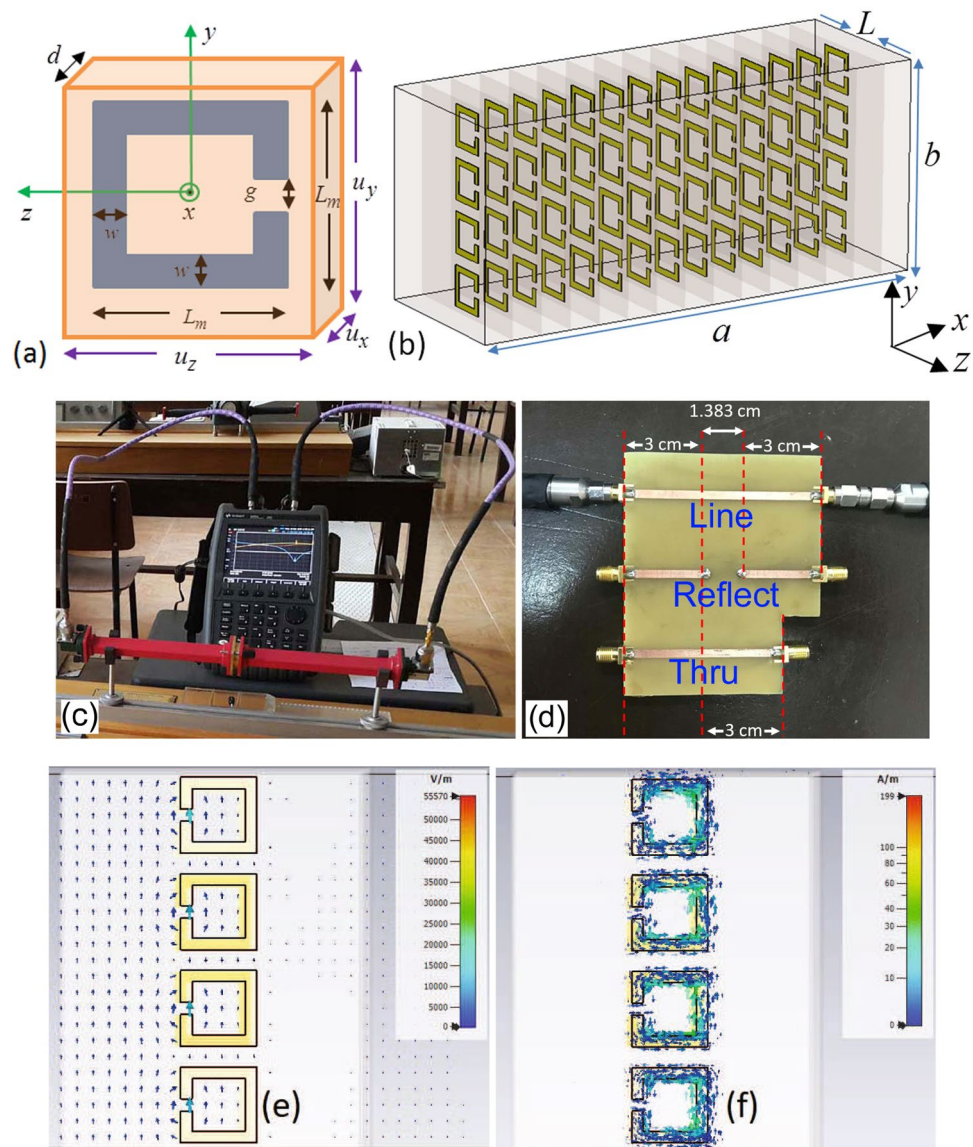 d
y
z
x
g
w
w
L_m
L_m
u_y
u_x
u_z
(a)
L
b
a
y
x
z
(b)
(c)
1.383 cm
3 cm
3 cm
Line
Reflect
Thru
3 cm
(d)
V/m
55570
50000
45000
40000
35000
30000
25000
20000
15000
10000
5000
0
(e)
A/m
199
100
80
60
40
30
20
10
0
(f)